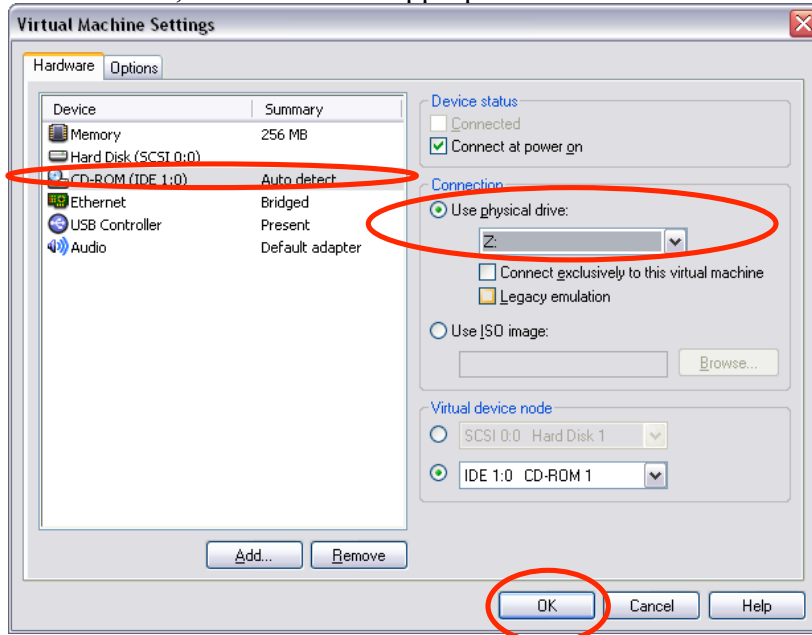 Virtual Machine Settings
Hardware Options
Device Summary
Memory 256 MB
Hard Disk (SCSI 0:0)
CD-ROM (IDE 1:0) Auto detect
Ethernet Bridged
USB Controller Present
Audio Default adapter
Add... Remove
Device status
Connected
Connect at power on
Connection
Use physical drive:
Z:
Connect exclusively to this virtual machine
Legacy emulation
Use ISO image:
Browse...
Virtual device node
SCSI 0:0 Hard Disk 1
IDE 1:0 CD-ROM 1
OK Cancel Help